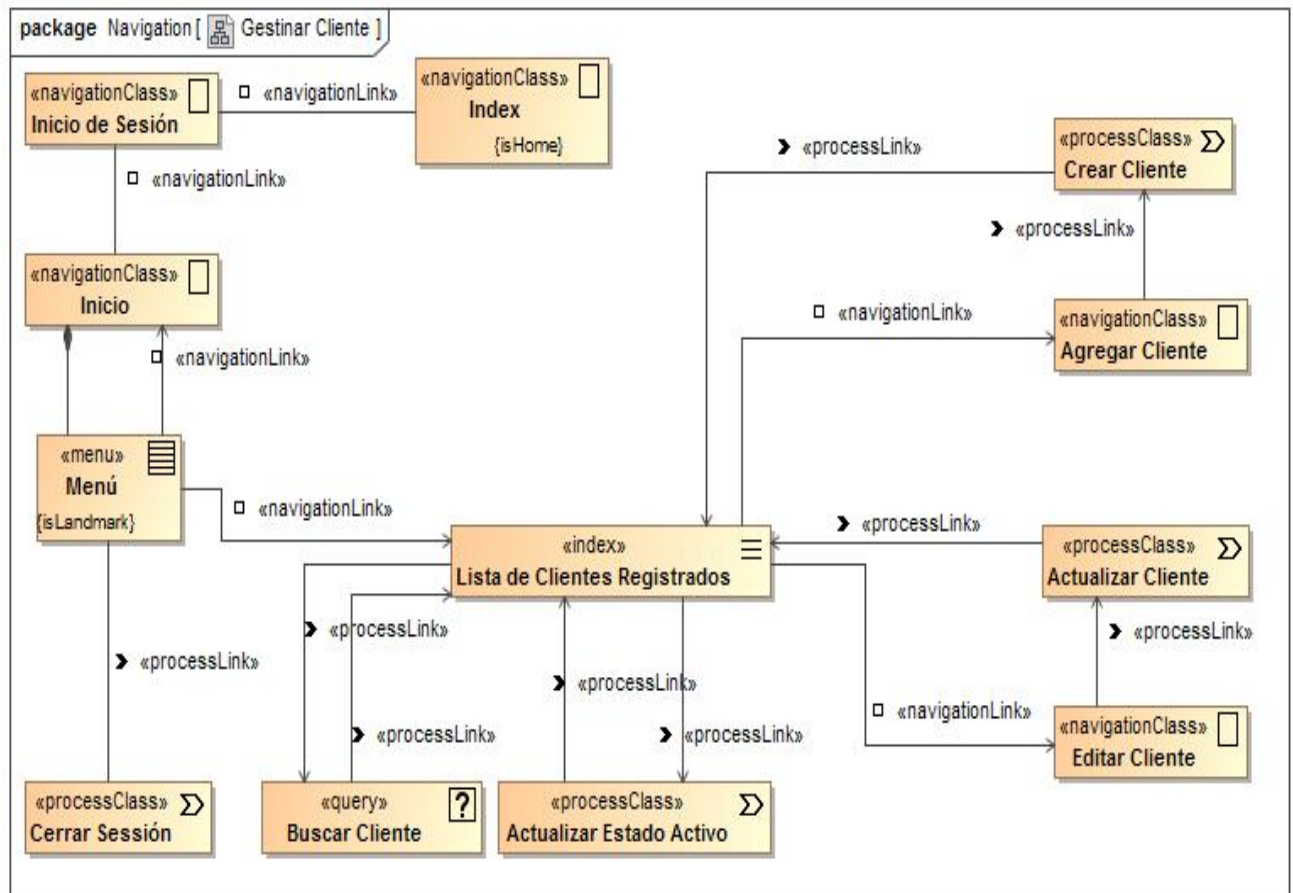 package Navigation [ Gestinar Cliente ]
«navigationClass»
Inicio de Sesión
«navigationLink»
«navigationClass»
Index
{isHome}
«navigationLink»
«processLink»
«processClass»
Crear Cliente
«processLink»
«navigationClass»
Inicio
«navigationLink»
«navigationLink»
«navigationClass»
Agregar Cliente
«menu»
Menú
{isLandmark}
«navigationLink»
«index»
Lista de Clientes Registrados
«processLink»
«processClass»
Actualizar Cliente
«processLink»
«processLink»
«processLink»
«processLink»
«processLink»
«processLink»
«navigationLink»
«navigationClass»
Editar Cliente
«processClass»
Cerrar Sessión
«query»
?
Buscar Cliente
«processClass»
Actualizar Estado Activo